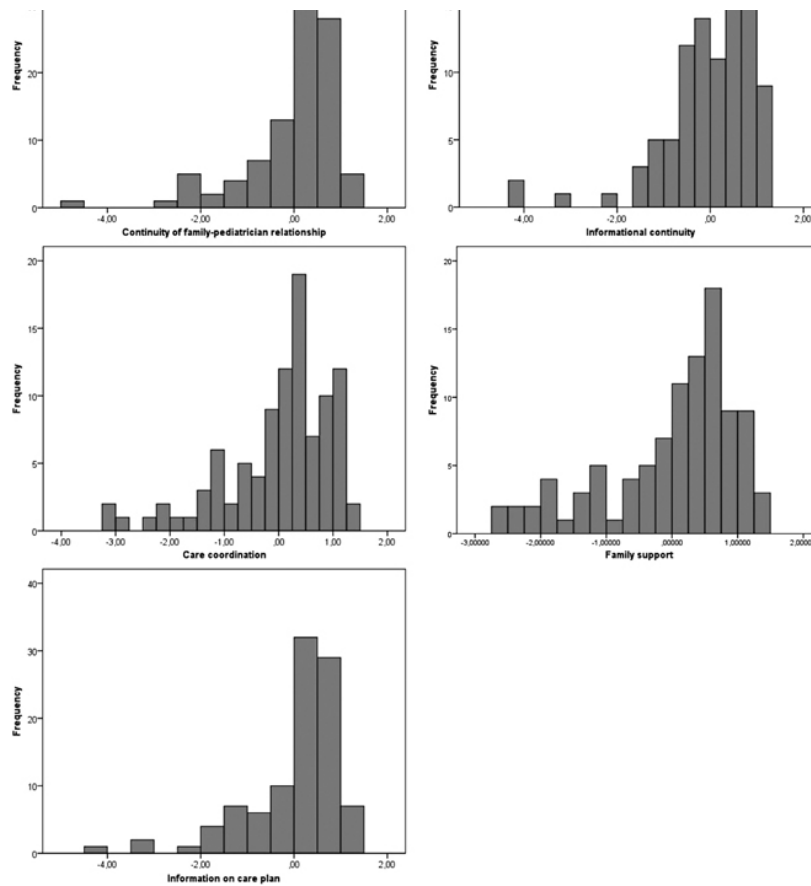 Frequency
20
10
0
-4,00 -2,00 ,00 2,00
Continuity of family-pediatrician relationship
Frequency
10
5
0
-4,00 -2,00 ,00 2,00
Informational continuity
Frequency
20
15
10
5
0
-4,00 -3,00 -2,00 -1,00 ,00 1,00 2,00
Care coordination
Frequency
20
15
10
5
0
-3,00000 -2,00000 -1,00000 ,00000 1,00000
Family support
Frequency
40
30
20
10
0
-4,00 -2,00 ,00 2,00
Information on care plan